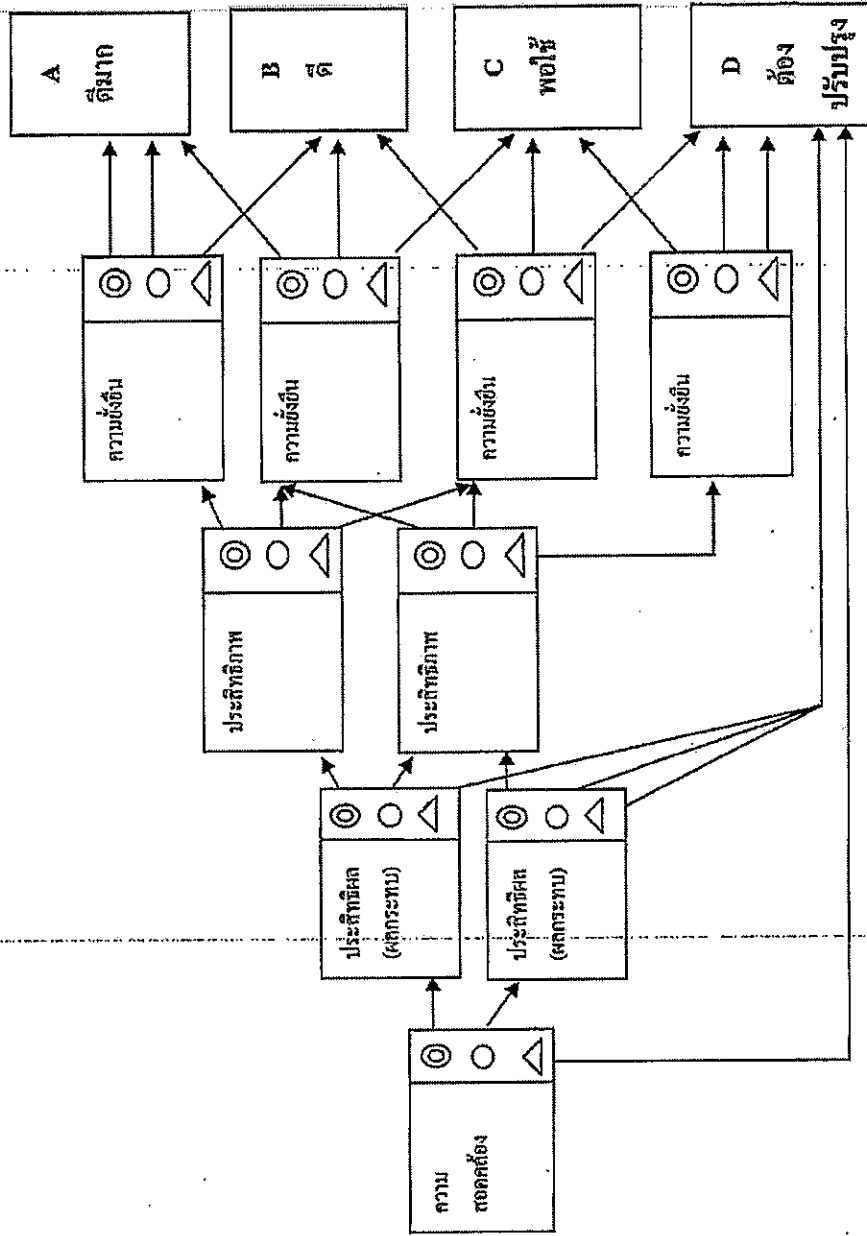 ความ
สอดคล้อง
ประสิทธิผล
(ผลกระทบ)
ประสิทธิผล
(ผลกระทบ)
ประสิทธิภาพ
ประสิทธิภาพ
ความยั่งยืน
ความยั่งยืน
ความยั่งยืน
ความยั่งยืน
A
ดีมาก
B
ดี
C
พอใช้
D
ต้อง
ปรับปรุง